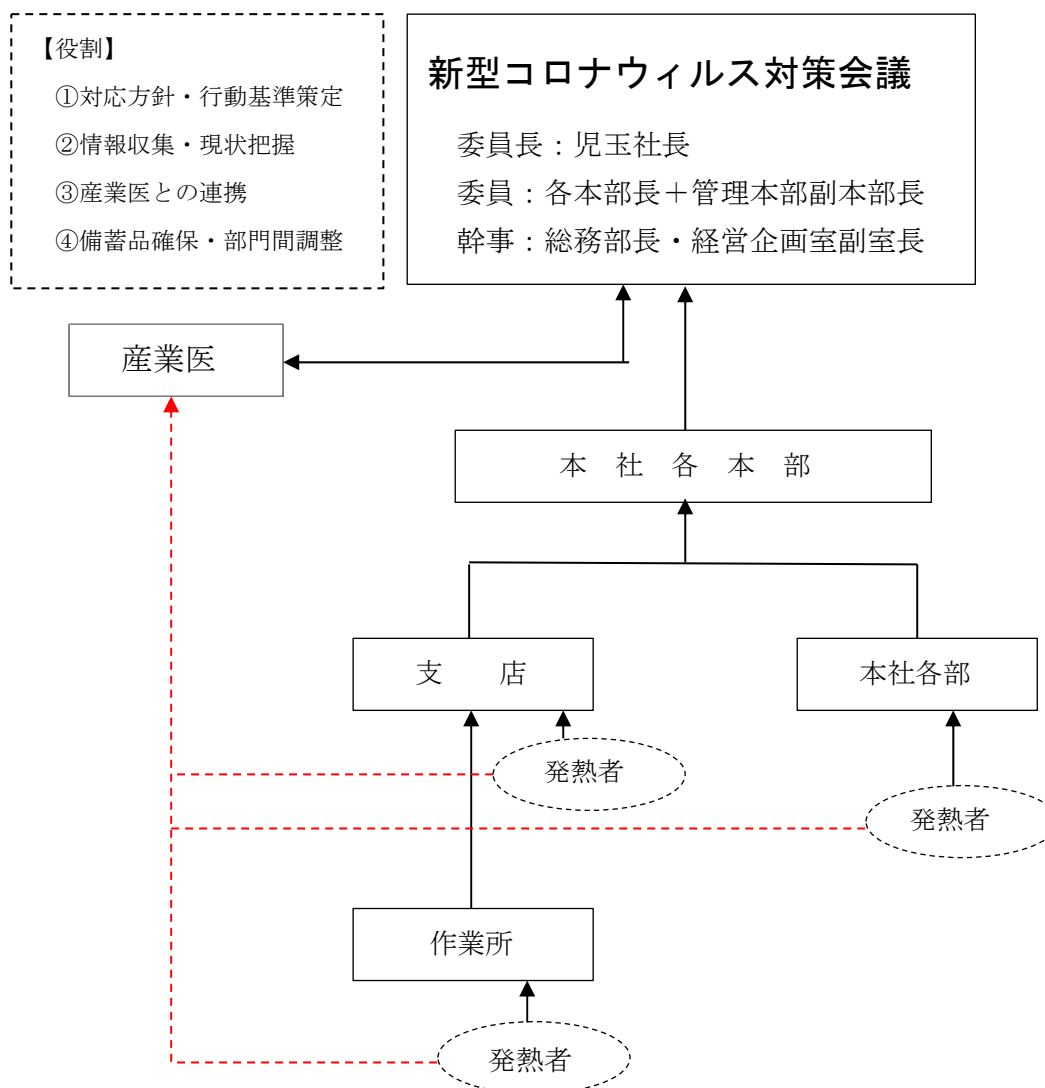 【役割】
①対応方針・行動基準策定
②情報収集・現状把握
③産業医との連携
④備蓄品確保・部門間調整
新型コロナウィルス対策会議
委員長：児玉社長
委員：各本部長＋管理本部副本部長
幹事：総務部長・経営企画室副室長
産業医
本　社　各　本　部
支　　店
本社各部
発熱者
発熱者
作業所
発熱者